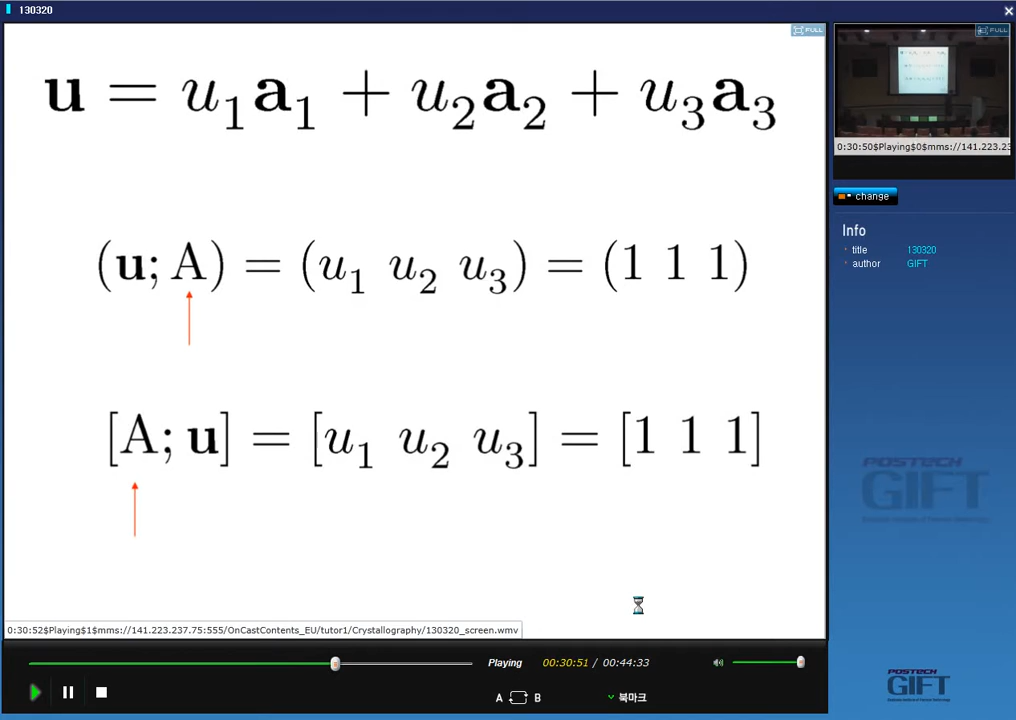 130320
FULL
u = u₁a₁ + u₂a₂ + u₃a₃
(u; A) = (u₁ u₂ u₃) = (1 1 1)
[A; u] = [u₁ u₂ u₃] = [1 1 1]
FULL
0:30:50$Playing$0$mms://141.223.23
change
Info
title 130320
author GIFT
POSTECH
GIFT
0:30:52$Playing$1$mms://141.223.237.75:555/OnCastContents_EU/tutor1/Crystallography/130320_screen.wmv
Playing 00:30:51 / 00:44:33
A B 북마크
POSTECH
GIFT